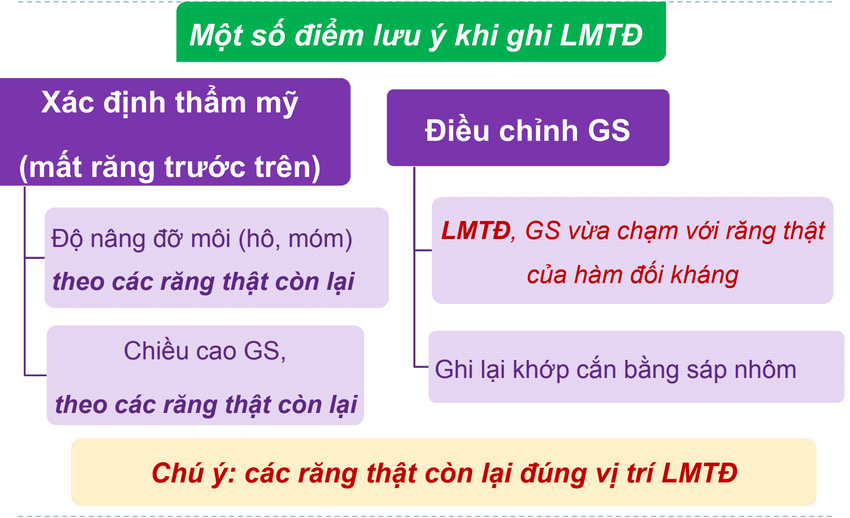 Một số điểm lưu ý khi ghi LMTĐ
Xác định thẩm mỹ
(mất răng trước trên)
Độ nâng đỡ môi (hô, móm)
theo các răng thật còn lại
Chiều cao GS,
theo các răng thật còn lại
Điều chỉnh GS
LMTĐ, GS vừa chạm với răng thật
của hàm đối kháng
Ghi lại khớp cắn bằng sáp nhôm
Chú ý: các răng thật còn lại đúng vị trí LMTĐ